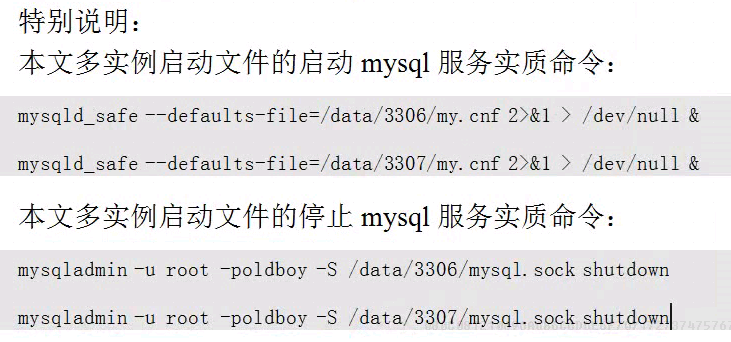 特别说明：
本文多实例启动文件的启动 mysql 服务实质命令：
mysqld_safe --defaults-file=/data/3306/my.cnf 2>&1 > /dev/null &
mysqld_safe --defaults-file=/data/3307/my.cnf 2>&1 > /dev/null &
本文多实例启动文件的停止 mysql 服务实质命令：
mysqladmin -u root -poldboy -S /data/3306/mysql.sock shutdown
mysqladmin -u root -poldboy -S /data/3307/mysql.sock shutdown